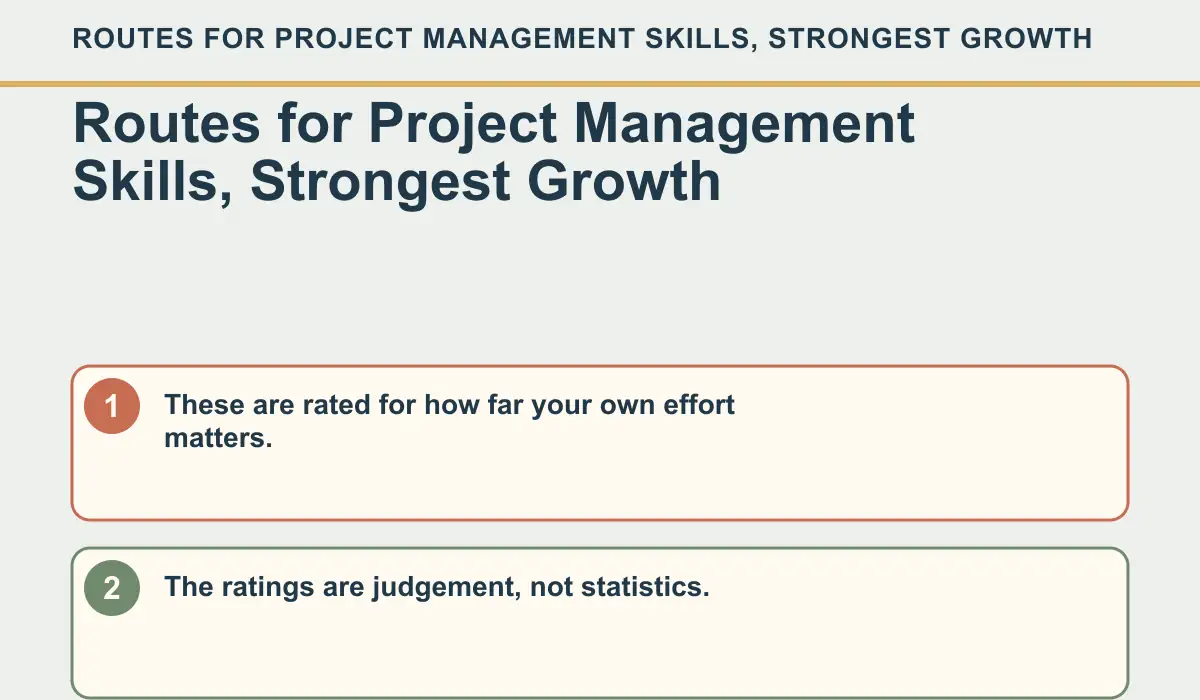 ROUTES FOR PROJECT MANAGEMENT SKILLS, STRONGEST GROWTH
Routes for Project Management
Skills, Strongest Growth
1
These are rated for how far your own effort
matters.
2
The ratings are judgement, not statistics.